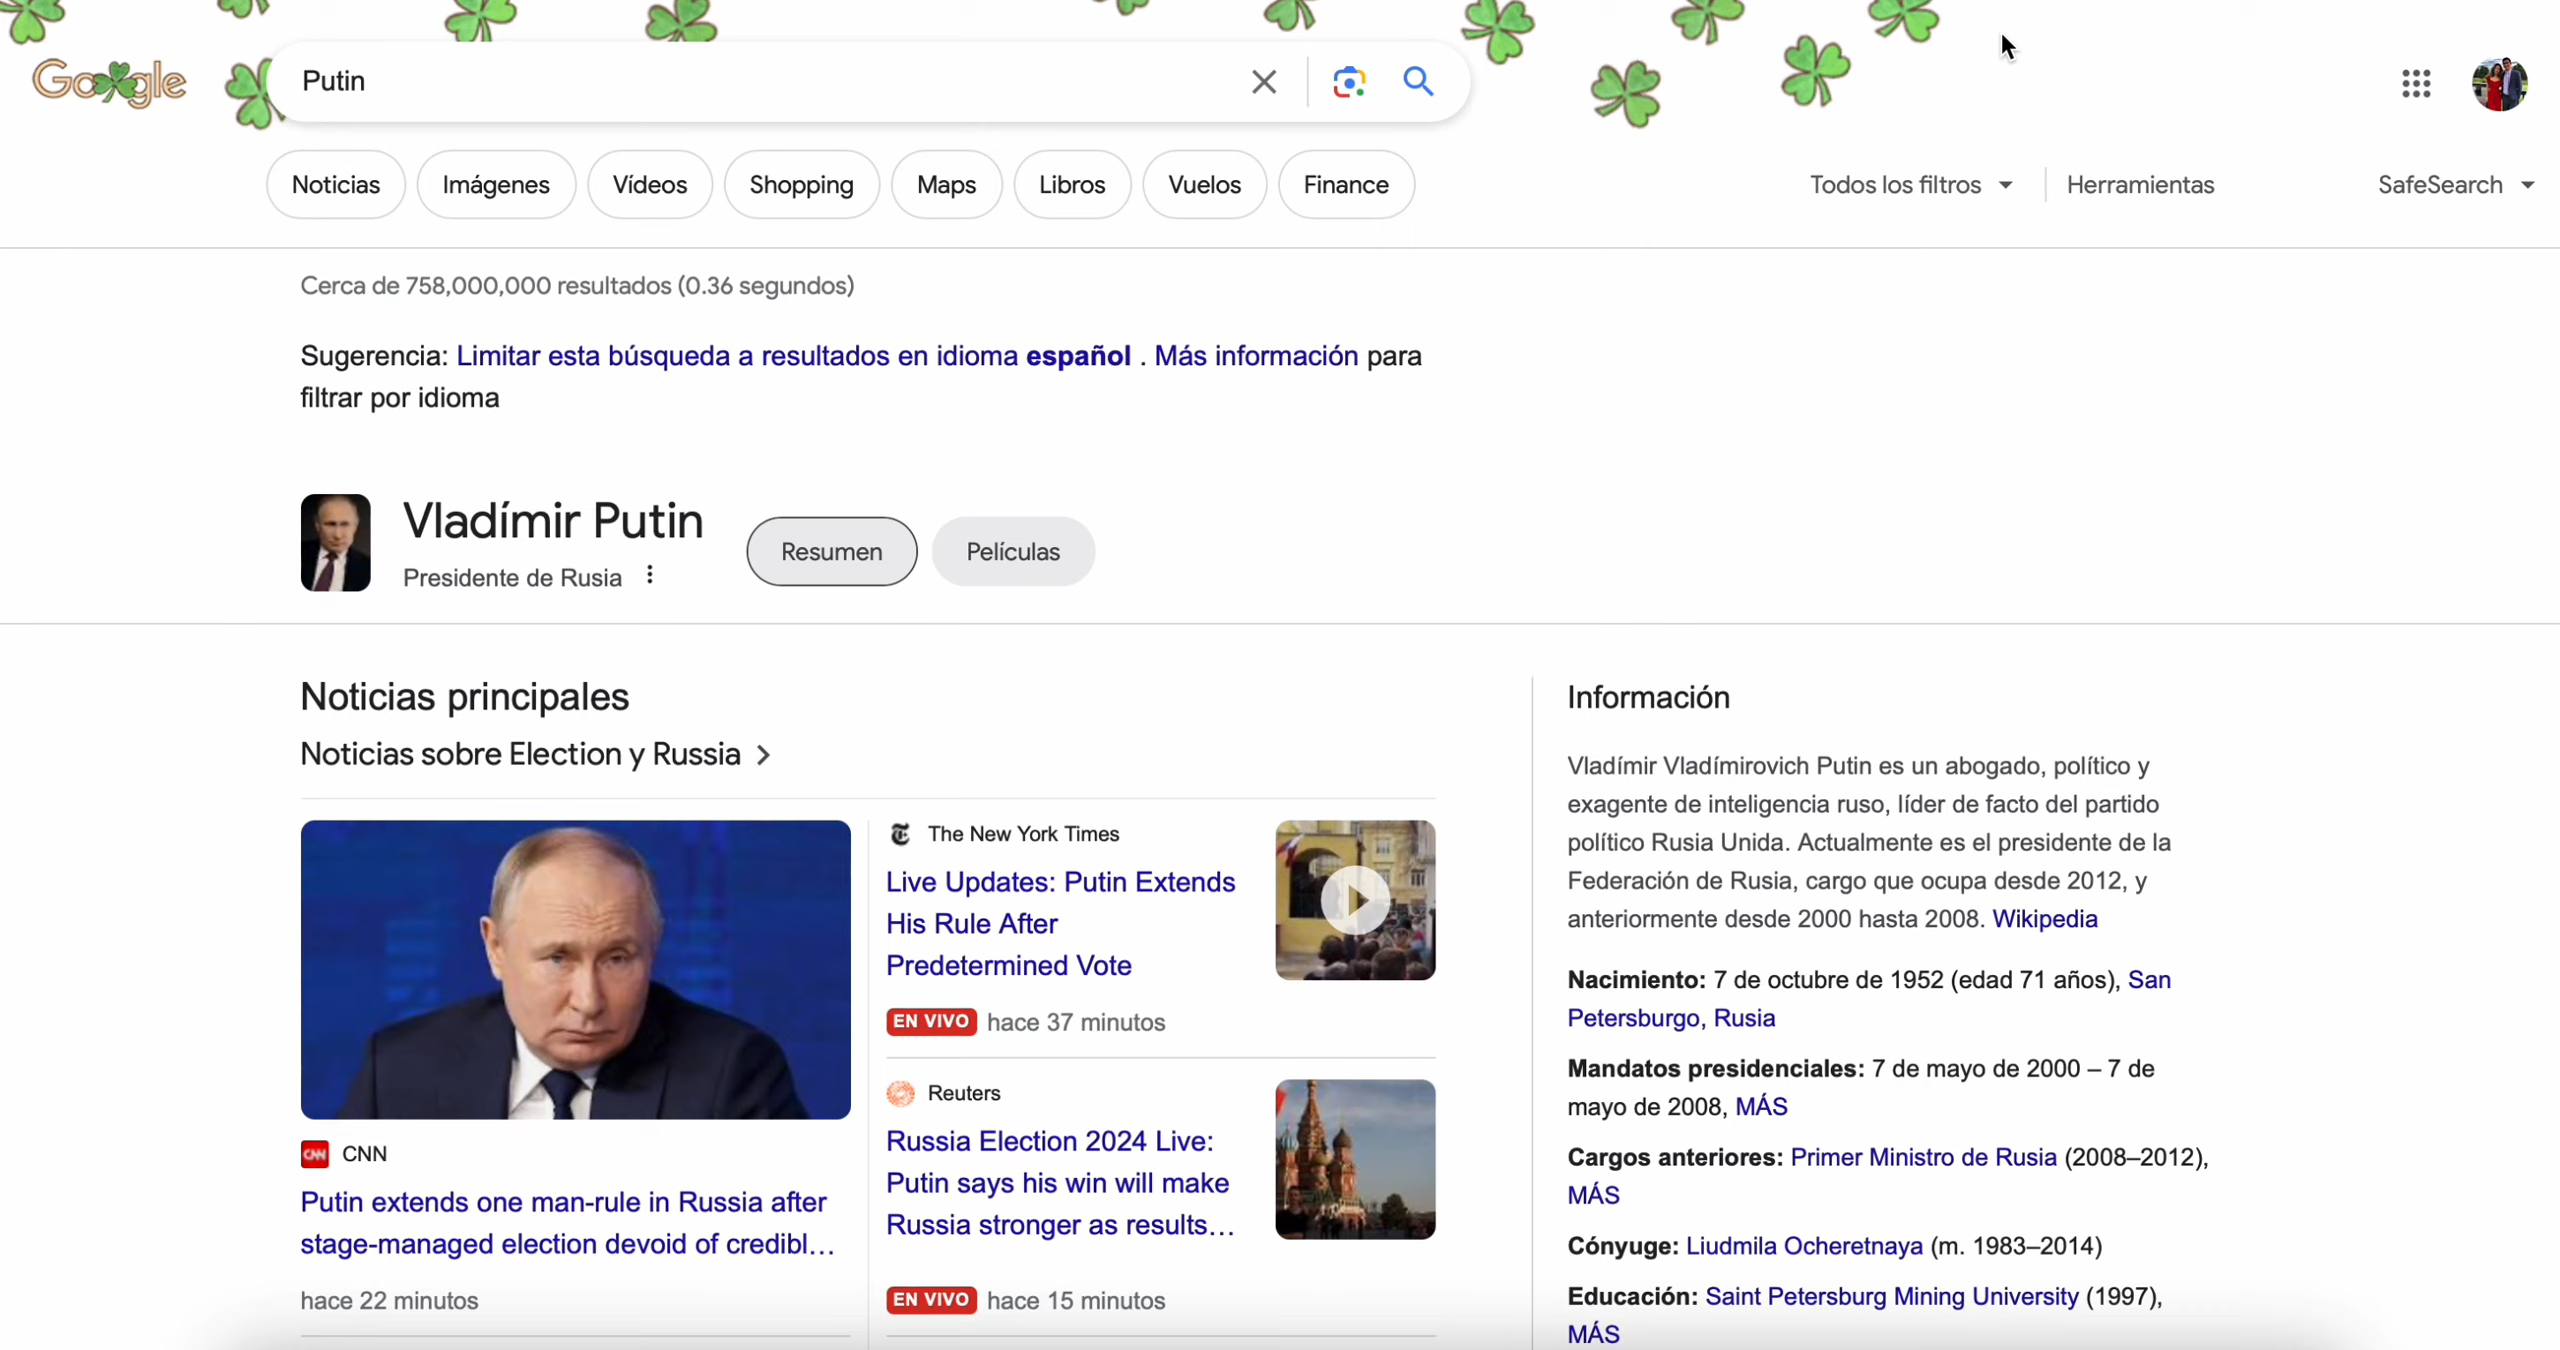 Google
Putin
Noticias
Imágenes
Vídeos
Shopping
Maps
Libros
Vuelos
Finance
Todos los filtros
Herramientas
SafeSearch
Cerca de 758,000,000 resultados (0.36 segundos)
Sugerencia: Limitar esta búsqueda a resultados en idioma español . Más información para
filtrar por idioma
Vladímir Putin
Presidente de Rusia
Resumen
Películas
Noticias principales
Noticias sobre Election y Russia
CNN
CNN
Putin extends one man-rule in Russia after
stage-managed election devoid of credibl...
hace 22 minutos
The New York Times
Live Updates: Putin Extends
His Rule After
Predetermined Vote
EN VIVO hace 37 minutos
Reuters
Russia Election 2024 Live:
Putin says his win will make
Russia stronger as results...
EN VIVO hace 15 minutos
Información
Vladímir Vladímirovich Putin es un abogado, político y
exagente de inteligencia ruso, líder de facto del partido
político Rusia Unida. Actualmente es el presidente de la
Federación de Rusia, cargo que ocupa desde 2012, y
anteriormente desde 2000 hasta 2008. Wikipedia
Nacimiento: 7 de octubre de 1952 (edad 71 años), San
Petersburgo, Rusia
Mandatos presidenciales: 7 de mayo de 2000 – 7 de
mayo de 2008, MÁS
Cargos anteriores: Primer Ministro de Rusia (2008–2012),
MÁS
Cónyuge: Liudmila Ocheretnaya (m. 1983–2014)
Educación: Saint Petersburg Mining University (1997),
MÁS